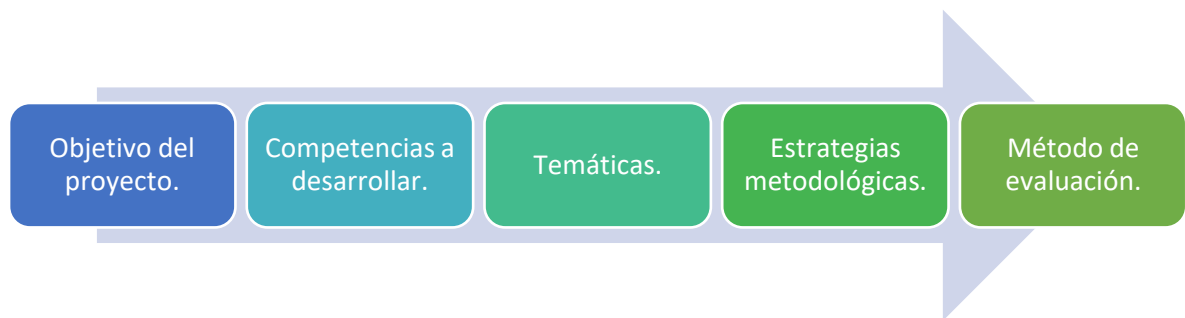 Objetivo del
proyecto.
Competencias a
desarrollar.
Temáticas.
Estrategias
metodológicas.
Método de
evaluación.